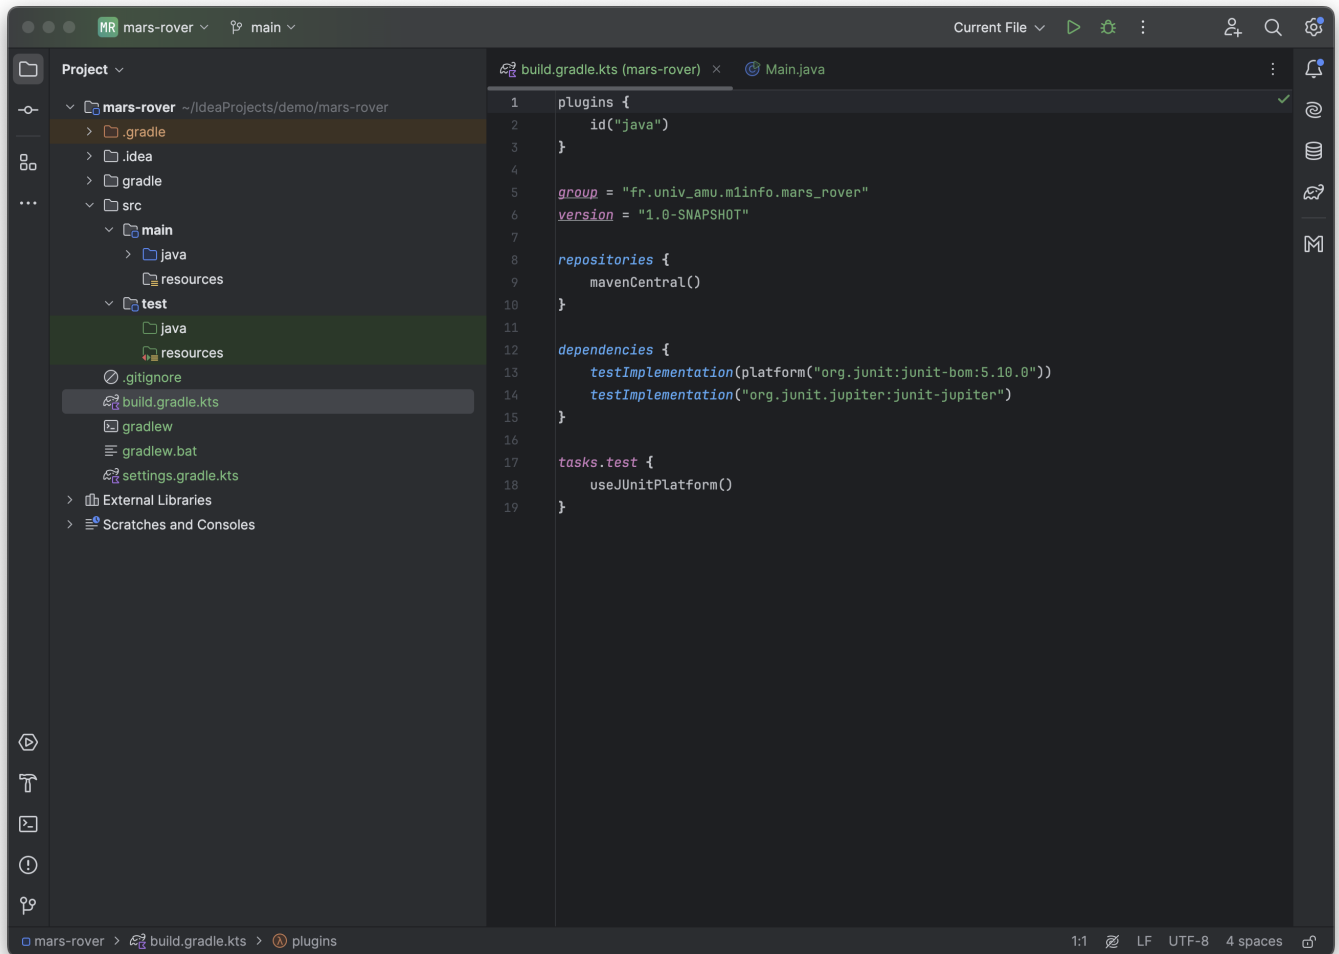 MR mars-rover main Current File
Project
build.gradle.kts (mars-rover) Main.java
mars-rover ~/IdeaProjects/demo/mars-rover
.gradle
.idea
gradle
src
main
java
resources
test
java
resources
.gitignore
build.gradle.kts
gradlew
gradlew.bat
settings.gradle.kts
External Libraries
Scratches and Consoles
1 plugins {
2 id("java")
3 }
4
5 group = "fr.univ_amu.m1info.mars_rover"
6 version = "1.0-SNAPSHOT"
7
8 repositories {
9 mavenCentral()
10 }
11
12 dependencies {
13 testImplementation(platform("org.junit:junit-bom:5.10.0"))
14 testImplementation("org.junit.jupiter:junit-jupiter")
15 }
16
17 tasks.test {
18 useJUnitPlatform()
19 }
mars-rover > build.gradle.kts > plugins 1:1 LF UTF-8 4 spaces